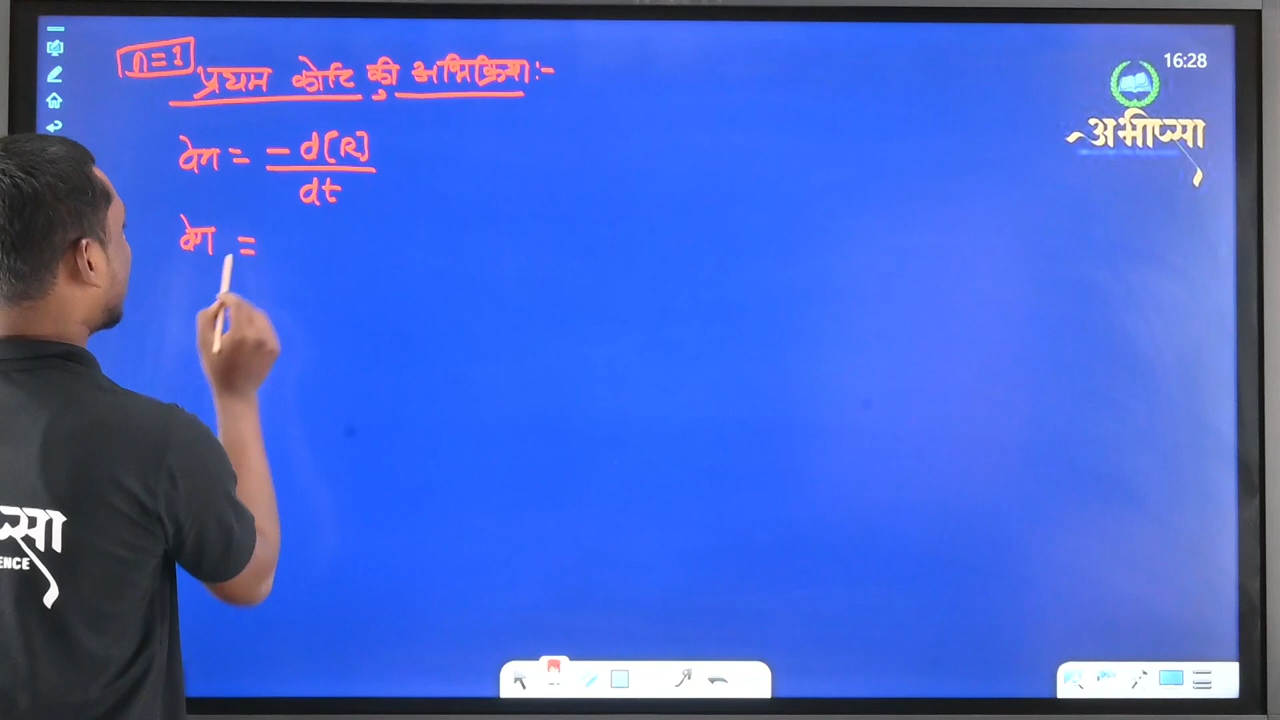 n=1 प्रथम कोटि की अभिक्रिया:-
16:28
अभीप्सा
वेग = -d[R]
dt
वेग =
प्सा
ENCE